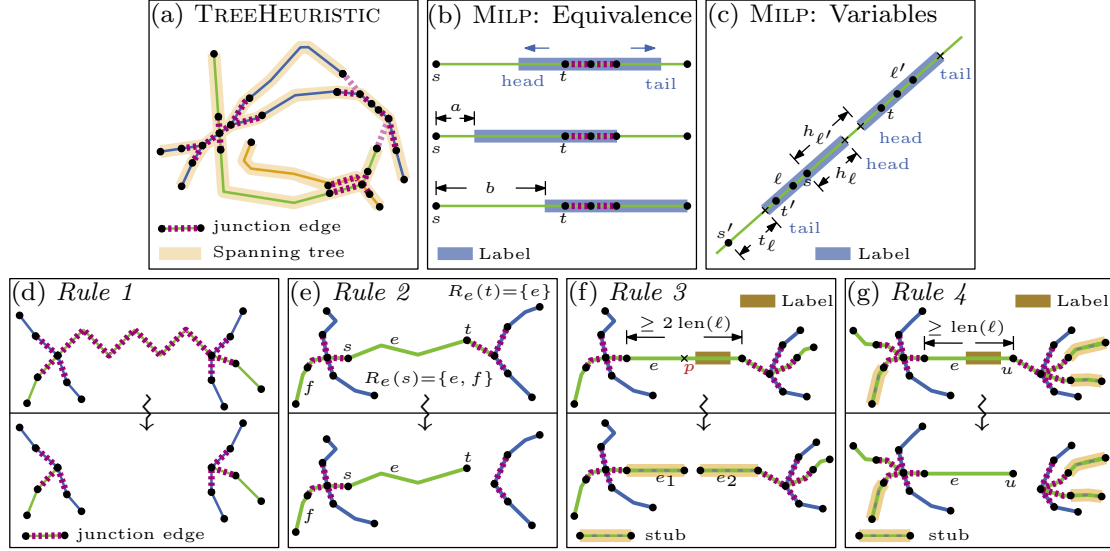 (a) TREEHEURISTIC
junction edge
Spanning tree
(b) MILP: Equivalence
head
tail
s
t
a
s
t
b
s
t
Label
(c) MILP: Variables
ℓ′
tail
t
h_ℓ′
head
head
ℓ
s
h_ℓ
t′
s′
tail
t_ℓ
Label
(d) Rule 1
junction edge
(e) Rule 2
R_e(t)={e}
t
e
s
f
R_e(s)={e, f}
t
e
s
f
(f) Rule 3
Label
≥ 2 len(ℓ)
e
p
e₁
e₂
stub
(g) Rule 4
Label
≥ len(ℓ)
e
u
e
u
stub